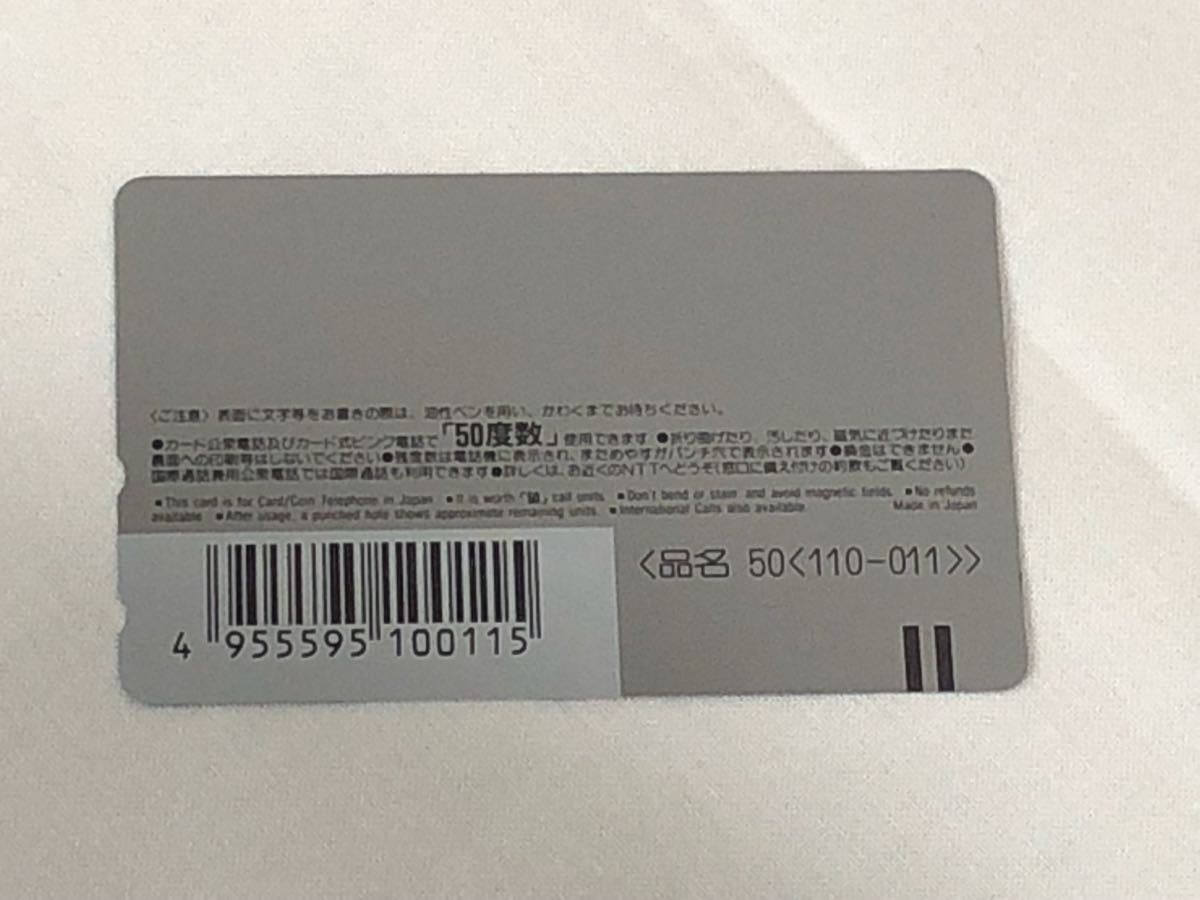 〈ご注意〉表面に文字等をお書きの際は、油性ペンを用い、かわくまでお待ちください。
●カード公衆電話及びカード式ピンク電話で「50度数」使用できます ●折り曲げたり、汚したり、磁気に近づけたりまた
裏面への印刷等はしないでください●残度数は電話機に表示され、まためやすがパンチ穴で表示されます●換金はできません●
国際通話兼用公衆電話では国際通話も利用できます●詳しくは、お近くのNTTへどうぞ(窓口に備え付けの約款もご覧ください)
■This card is for Card/Coin Telephone in Japan ■It is worth「50」call units ■Don't bend or stain and avoid magnetic fields. ■No refunds
available ■After usage, a punched hole shows approximate remaining units. ■International Calls also available. Made in Japan
<品名 50<110-011>>
4 955595 100115